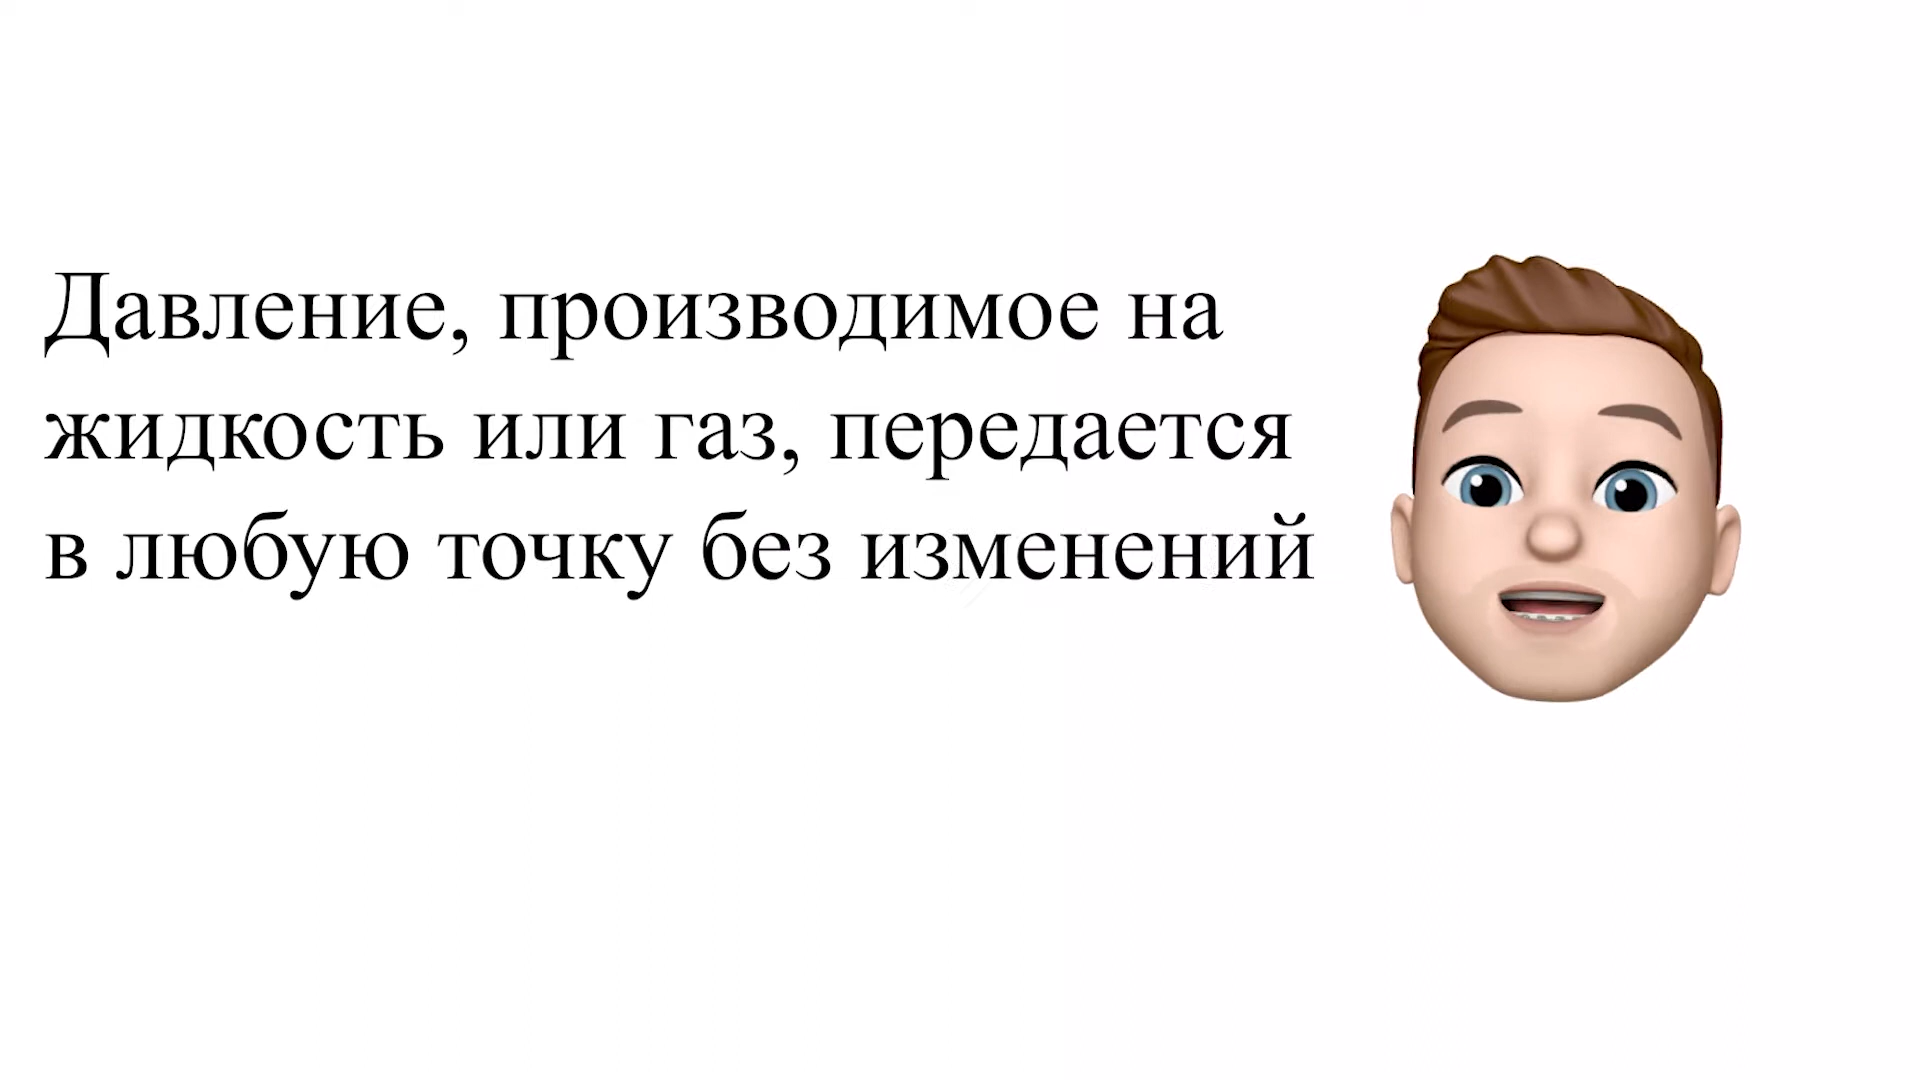 Давление, производимое на
жидкость или газ, передается
в любую точку без изменений